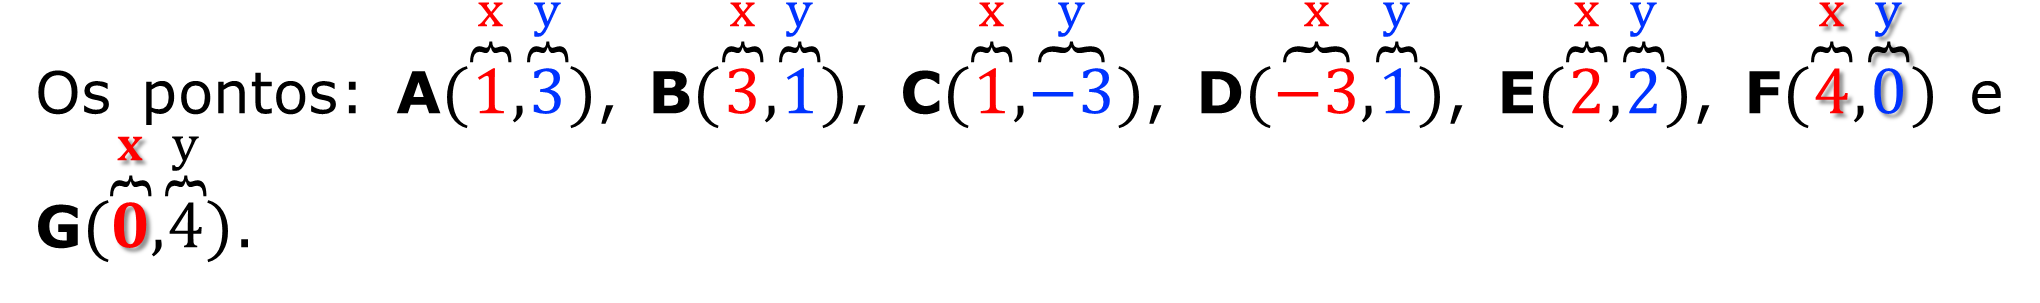 x y x y x y x y x y x y
Os pontos: A(1,3), B(3,1), C(1,−3), D(−3,1), E(2,2), F(4,0) e
x y
G(0,4).